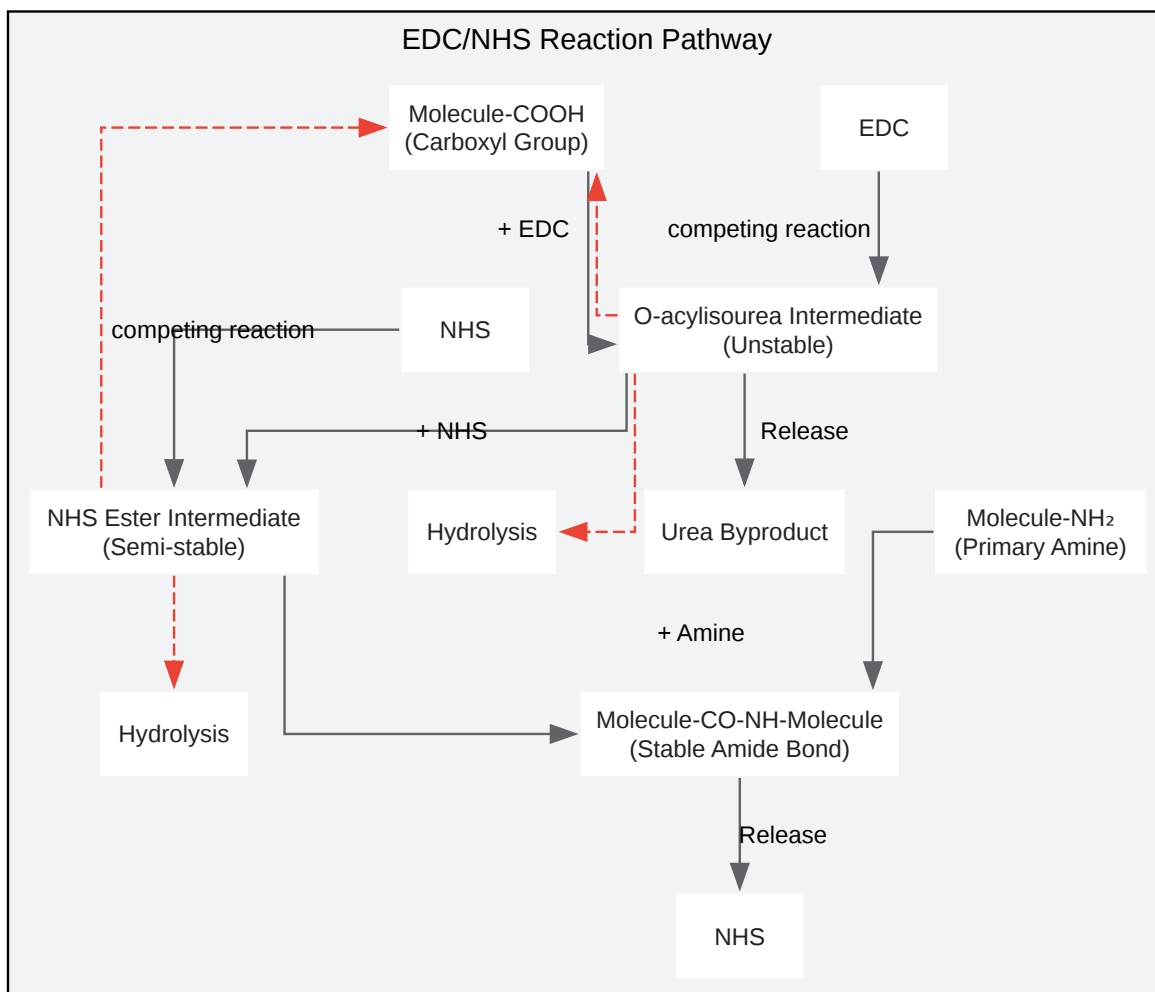 EDC/NHS Reaction Pathway
Molecule-COOH
(Carboxyl Group)
EDC
+ EDC
competing reaction
competing reaction
NHS
O-acylisourea Intermediate
(Unstable)
+ NHS
Release
NHS Ester Intermediate
(Semi-stable)
Hydrolysis
Urea Byproduct
Molecule-NH₂
(Primary Amine)
+ Amine
Hydrolysis
Molecule-CO-NH-Molecule
(Stable Amide Bond)
Release
NHS